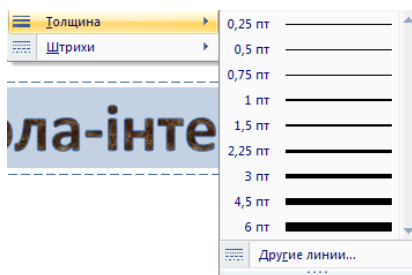 Толщина
Штрихи
ола-інте
0,25 пт
0,5 пт
0,75 пт
1 пт
1,5 пт
2,25 пт
3 пт
4,5 пт
6 пт
Другие линии...